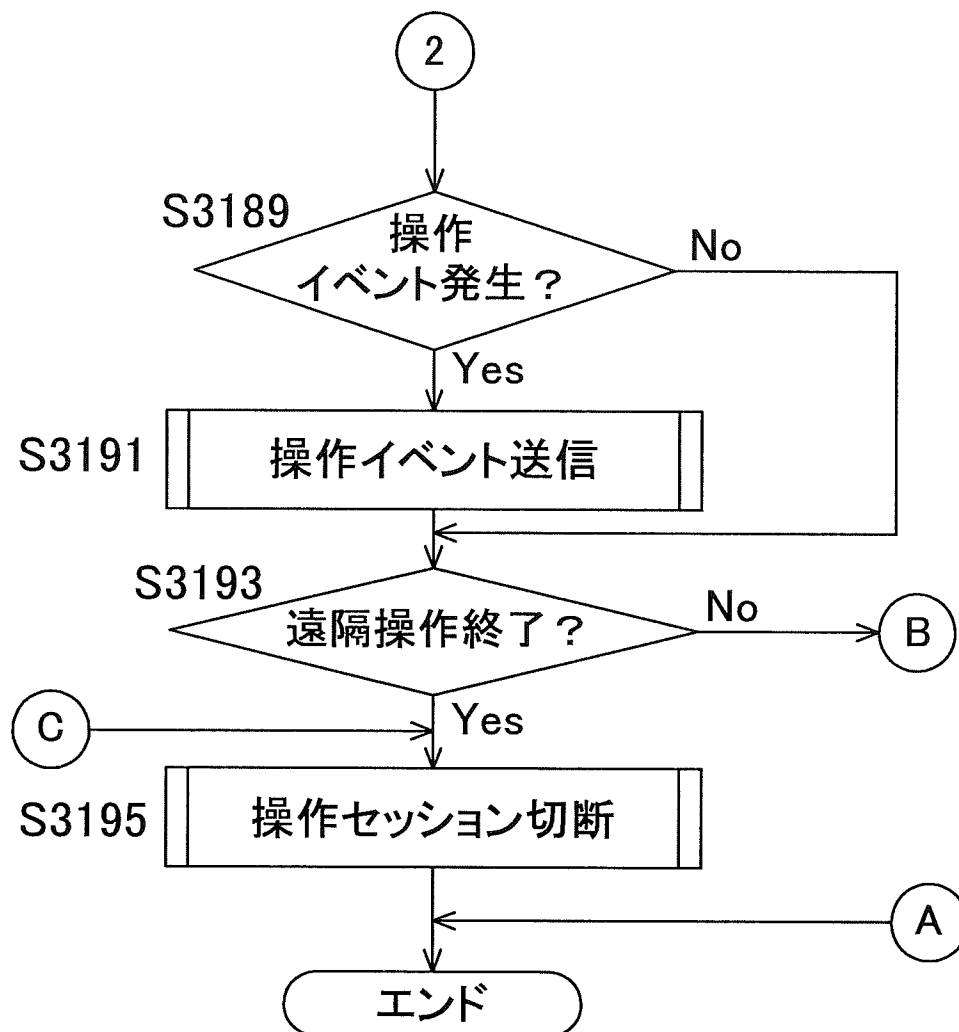 2
S3189
操作
イベント発生？
No
Yes
S3191
操作イベント送信
S3193
遠隔操作終了？
No
B
C
Yes
S3195
操作セッション切断
A
エンド